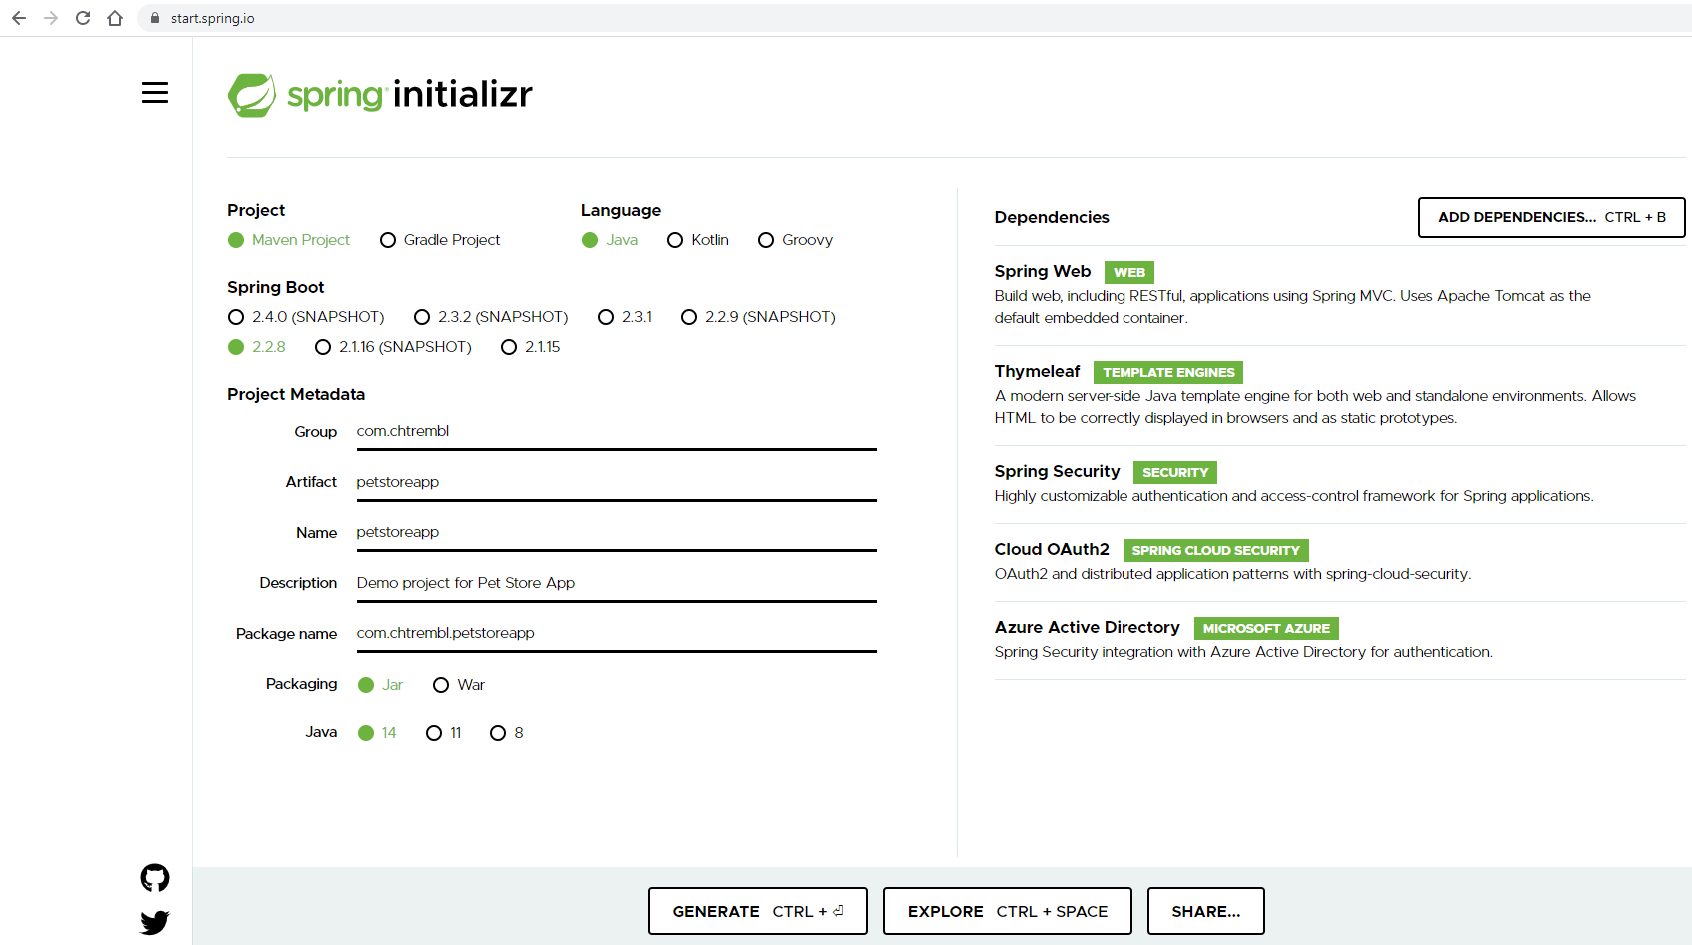 start.spring.io
spring initializr
Project
Maven Project Gradle Project
Language
Java Kotlin Groovy
Spring Boot
2.4.0 (SNAPSHOT) 2.3.2 (SNAPSHOT) 2.3.1 2.2.9 (SNAPSHOT)
2.2.8 2.1.16 (SNAPSHOT) 2.1.15
Project Metadata
Group com.chtrembl
Artifact petstoreapp
Name petstoreapp
Description Demo project for Pet Store App
Package name com.chtrembl.petstoreapp
Packaging Jar War
Java 14 11 8
Dependencies ADD DEPENDENCIES... CTRL + B
Spring Web WEB
Build web, including RESTful, applications using Spring MVC. Uses Apache Tomcat as the
default embedded container.
Thymeleaf TEMPLATE ENGINES
A modern server-side Java template engine for both web and standalone environments. Allows
HTML to be correctly displayed in browsers and as static prototypes.
Spring Security SECURITY
Highly customizable authentication and access-control framework for Spring applications.
Cloud OAuth2 SPRING CLOUD SECURITY
OAuth2 and distributed application patterns with spring-cloud-security.
Azure Active Directory MICROSOFT AZURE
Spring Security integration with Azure Active Directory for authentication.
GENERATE CTRL + ⏎ EXPLORE CTRL + SPACE SHARE...